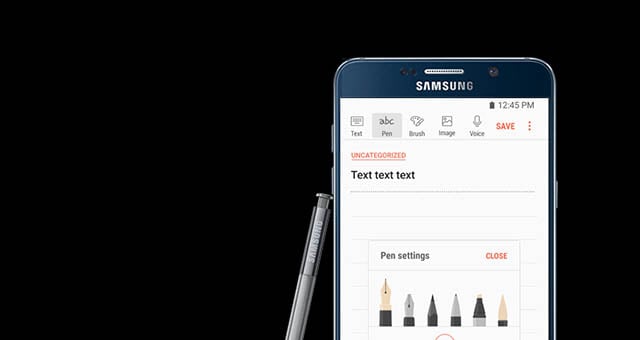 SAMSUNG
12:45 PM
abc
Text Pen Brush Image Voice SAVE
UNCATEGORIZED
Text text text
SAMSUNG
Pen settings CLOSE